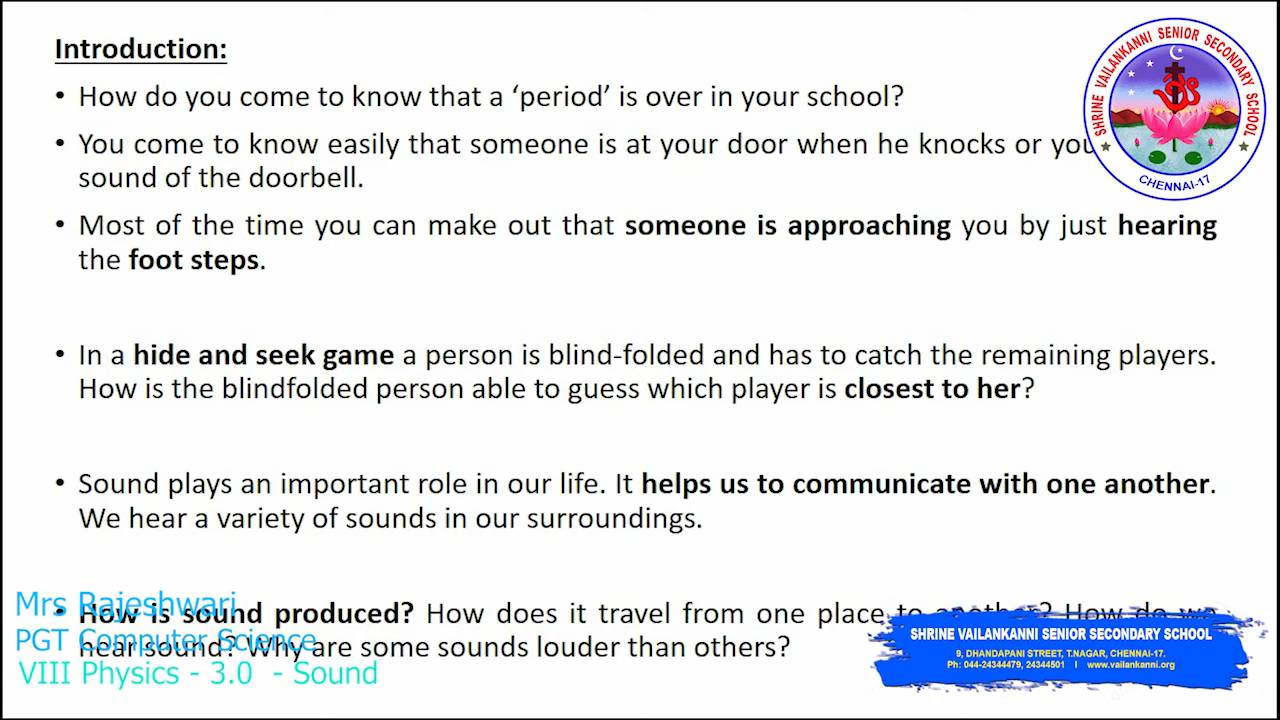 Introduction:
• How do you come to know that a ‘period’ is over in your school?
• You come to know easily that someone is at your door when he knocks or you
sound of the doorbell.
• Most of the time you can make out that someone is approaching you by just hearing
the foot steps.
• In a hide and seek game a person is blind-folded and has to catch the remaining players.
How is the blindfolded person able to guess which player is closest to her?
• Sound plays an important role in our life. It helps us to communicate with one another.
We hear a variety of sounds in our surroundings.
• How is sound produced? How does it travel from one place to another? How do we
hear sound? Why are some sounds louder than others?
Mrs Rajeshwari
PGT Computer Science
VIII Physics - 3.0 - Sound
SHRINE VAILANKANNI SENIOR SECONDARY SCHOOL
CHENNAI-17
SHRINE VAILANKANNI SENIOR SECONDARY SCHOOL
9, DHANDAPANI STREET, T.NAGAR, CHENNAI-17.
Ph: 044-24344479, 24344501 I www.vailankanni.org